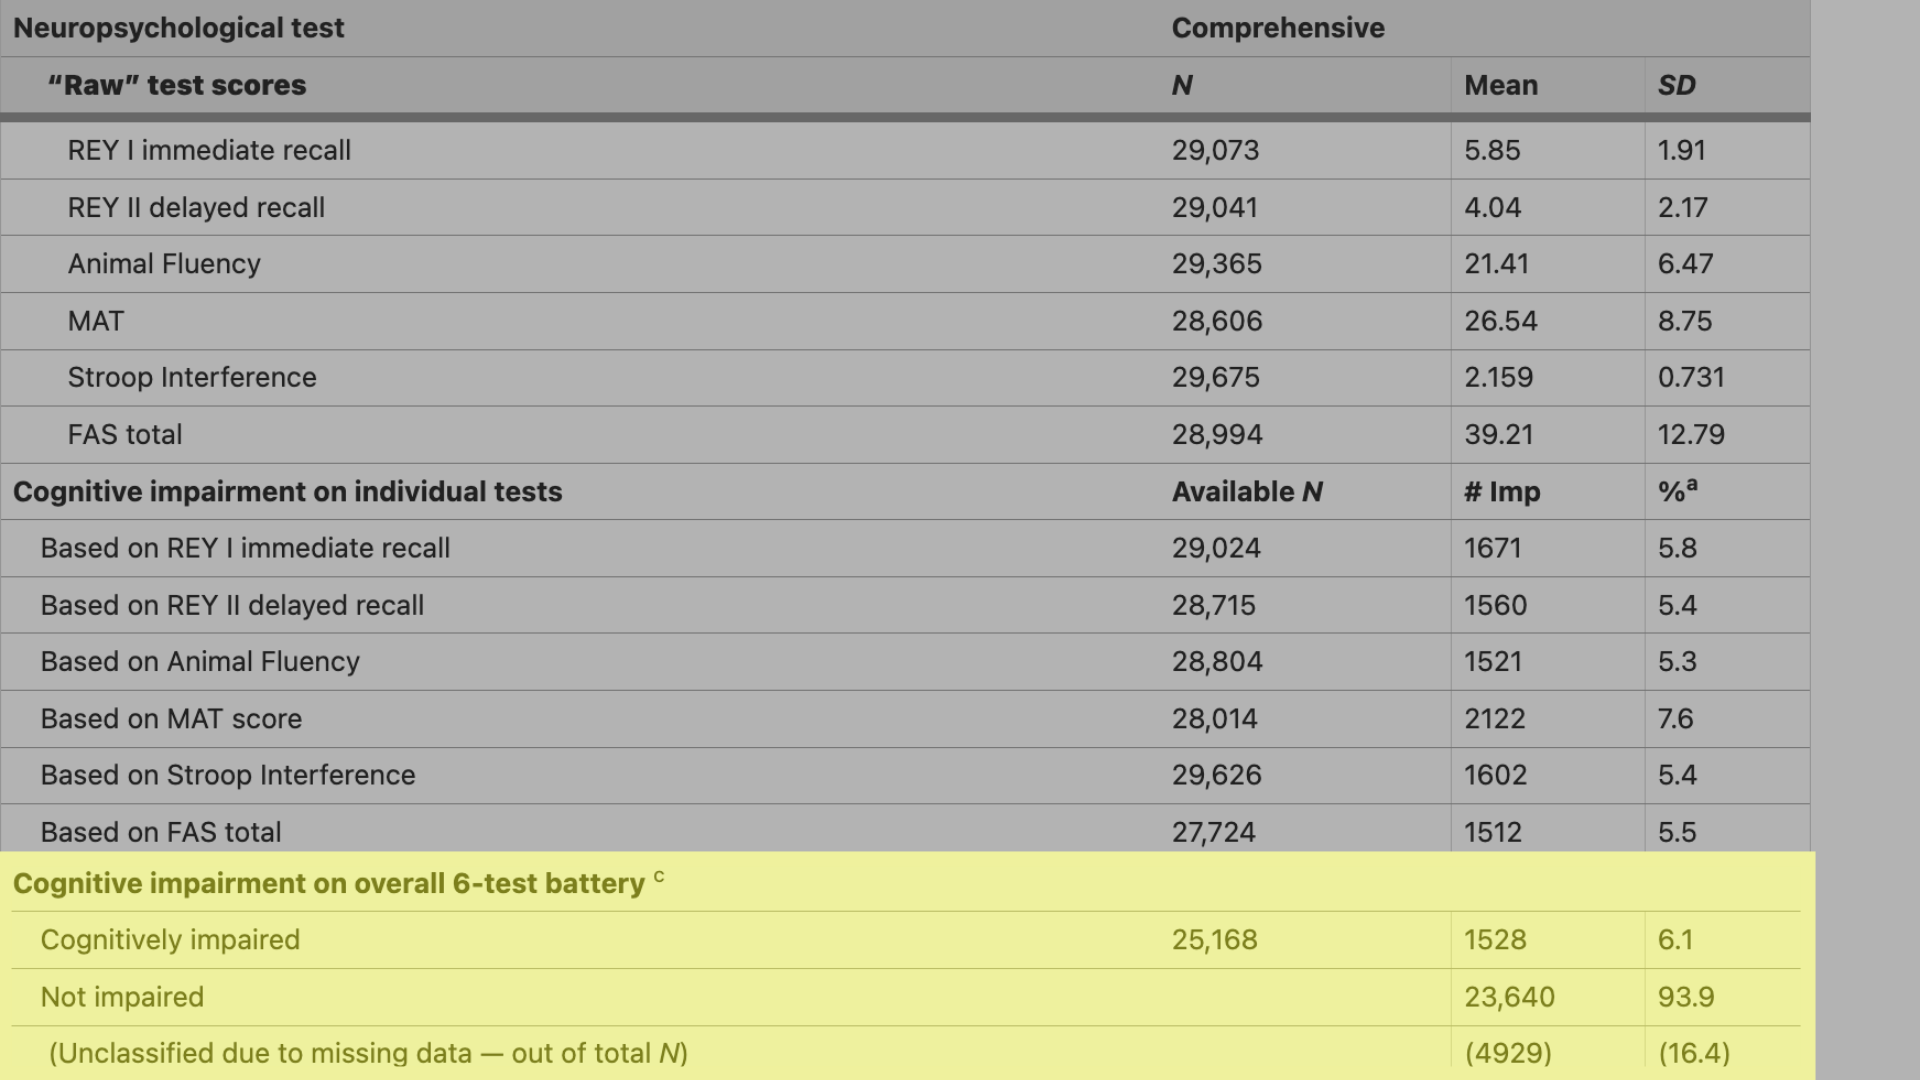 Neuropsychological test Comprehensive
“Raw” test scores N Mean SD
REY I immediate recall 29,073 5.85 1.91
REY II delayed recall 29,041 4.04 2.17
Animal Fluency 29,365 21.41 6.47
MAT 28,606 26.54 8.75
Stroop Interference 29,675 2.159 0.731
FAS total 28,994 39.21 12.79
Cognitive impairment on individual tests Available N # Imp %a
Based on REY I immediate recall 29,024 1671 5.8
Based on REY II delayed recall 28,715 1560 5.4
Based on Animal Fluency 28,804 1521 5.3
Based on MAT score 28,014 2122 7.6
Based on Stroop Interference 29,626 1602 5.4
Based on FAS total 27,724 1512 5.5
Cognitive impairment on overall 6-test battery c
Cognitively impaired 25,168 1528 6.1
Not impaired 23,640 93.9
(Unclassified due to missing data — out of total N) (4929) (16.4)